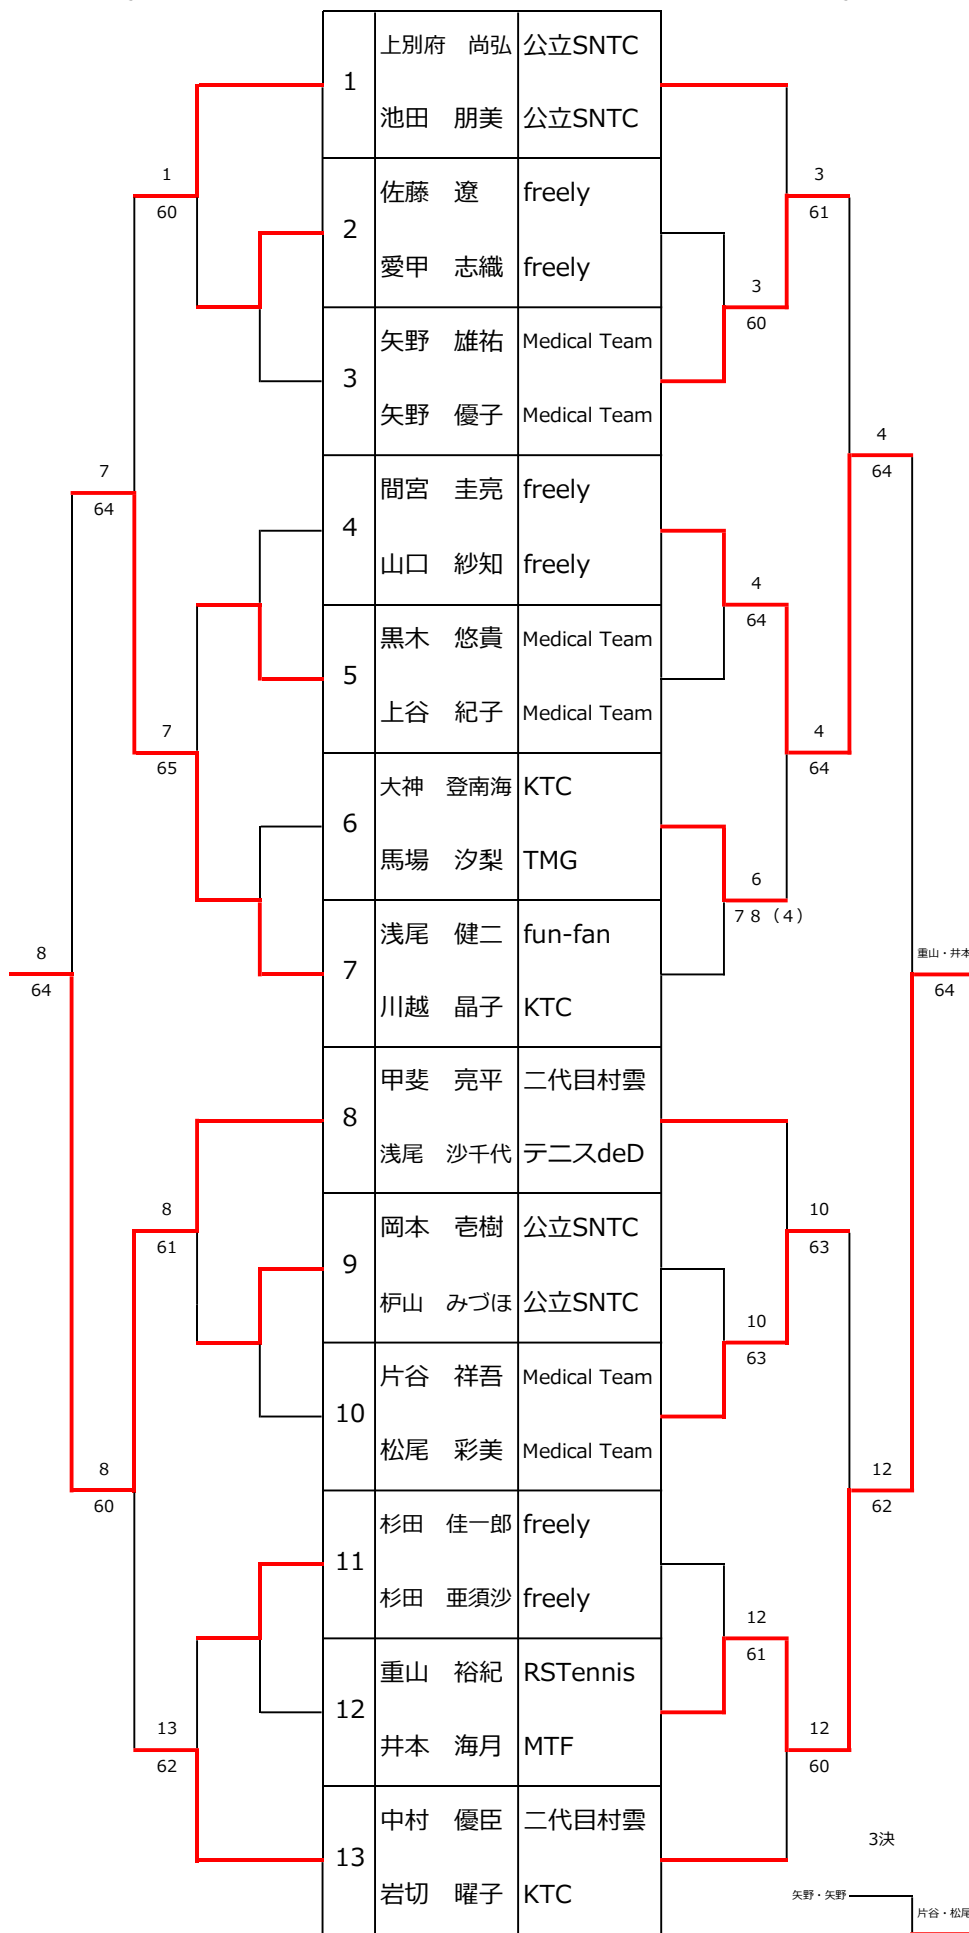 上別府 尚弘 公立SNTC
1
池田 朋美 公立SNTC
1 佐藤 遼 freely 3
60 61
2
愛甲 志織 freely
3
矢野 雄祐 Medical Team 60
3
矢野 優子 Medical Team
4
7 間宮 圭亮 freely 64
64
4
山口 紗知 freely 4
64
黒木 悠貴 Medical Team
5
上谷 紀子 Medical Team
7 4
65 大神 登南海 KTC 64
6
馬場 汐梨 TMG 6
７８（４）
浅尾 健二 fun-fan
8 重山・井本
64 7 64
川越 晶子 KTC
甲斐 亮平 二代目村雲
8
浅尾 沙千代 テニスdeD
8 岡本 壱樹 公立SNTC 10
61 63
9
枦山 みづほ 公立SNTC
10
片谷 祥吾 Medical Team 63
10
松尾 彩美 Medical Team
8 12
60 62
杉田 佳一郎 freely
11
杉田 亜須沙 freely
12
重山 裕紀 RSTennis 61
12
13 井本 海月 MTF 12
62 60
中村 優臣 二代目村雲
3決
13
岩切 曜子 KTC 矢野・矢野
片谷・松尾